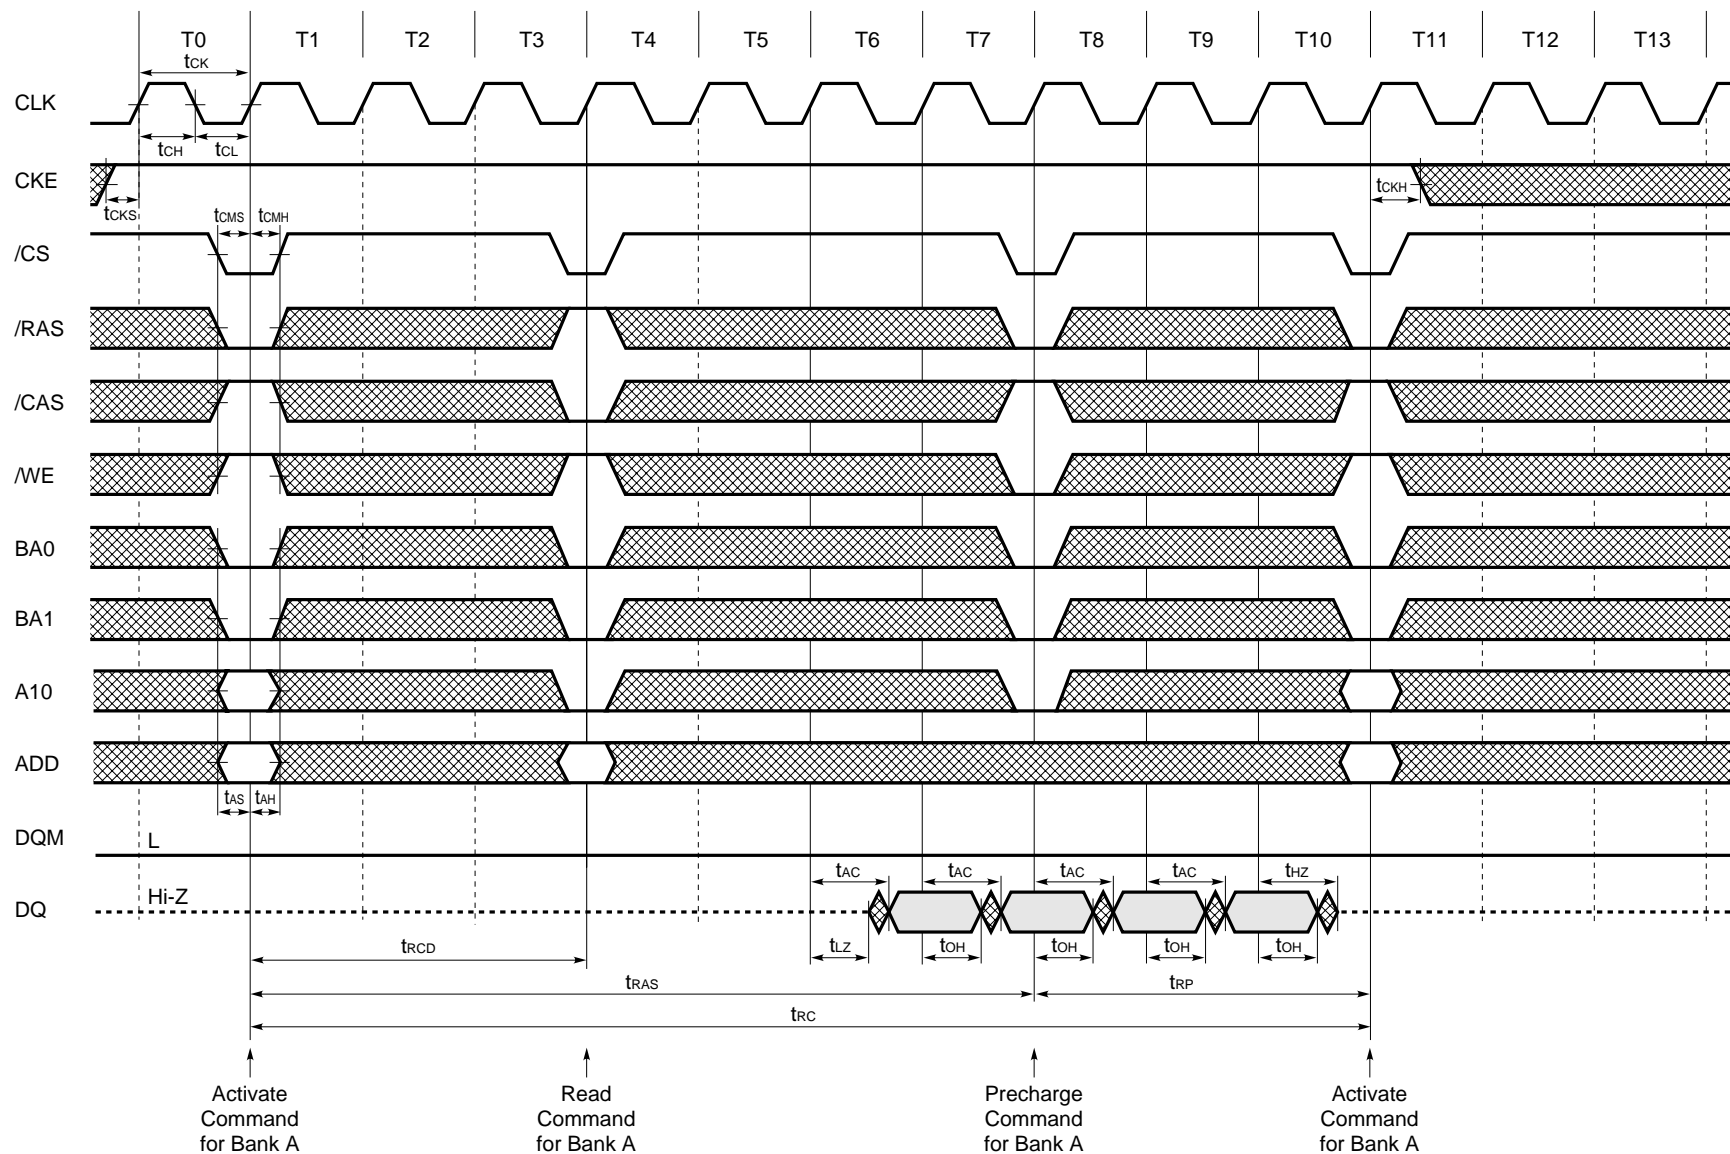 T0 T1 T2 T3 T4 T5 T6 T7 T8 T9 T10 T11 T12 T13
tCK
CLK
tCH tCL
CKE
tCKH
tCKS
tCMS tCMH
/CS
/RAS
/CAS
/WE
BA0
BA1
A10
ADD
tAS tAH
DQM
L
tAC tAC tAC tAC tHZ
Hi-Z
DQ
tLZ tOH tOH tOH tOH
tRCD
tRAS tRP
tRC
Activate
Command
for Bank A
Read
Command
for Bank A
Precharge
Command
for Bank A
Activate
Command
for Bank A